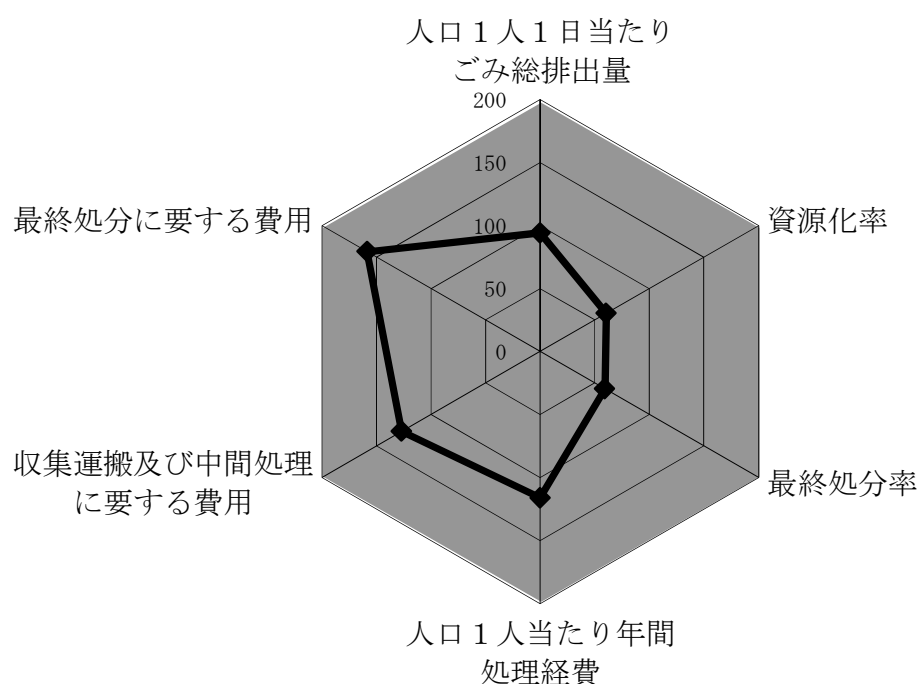 人口１人１日当たり
ごみ総排出量
200
150
100
50
0
資源化率
最終処分率
人口１人当たり年間
処理経費
収集運搬及び中間処理
に要する費用
最終処分に要する費用